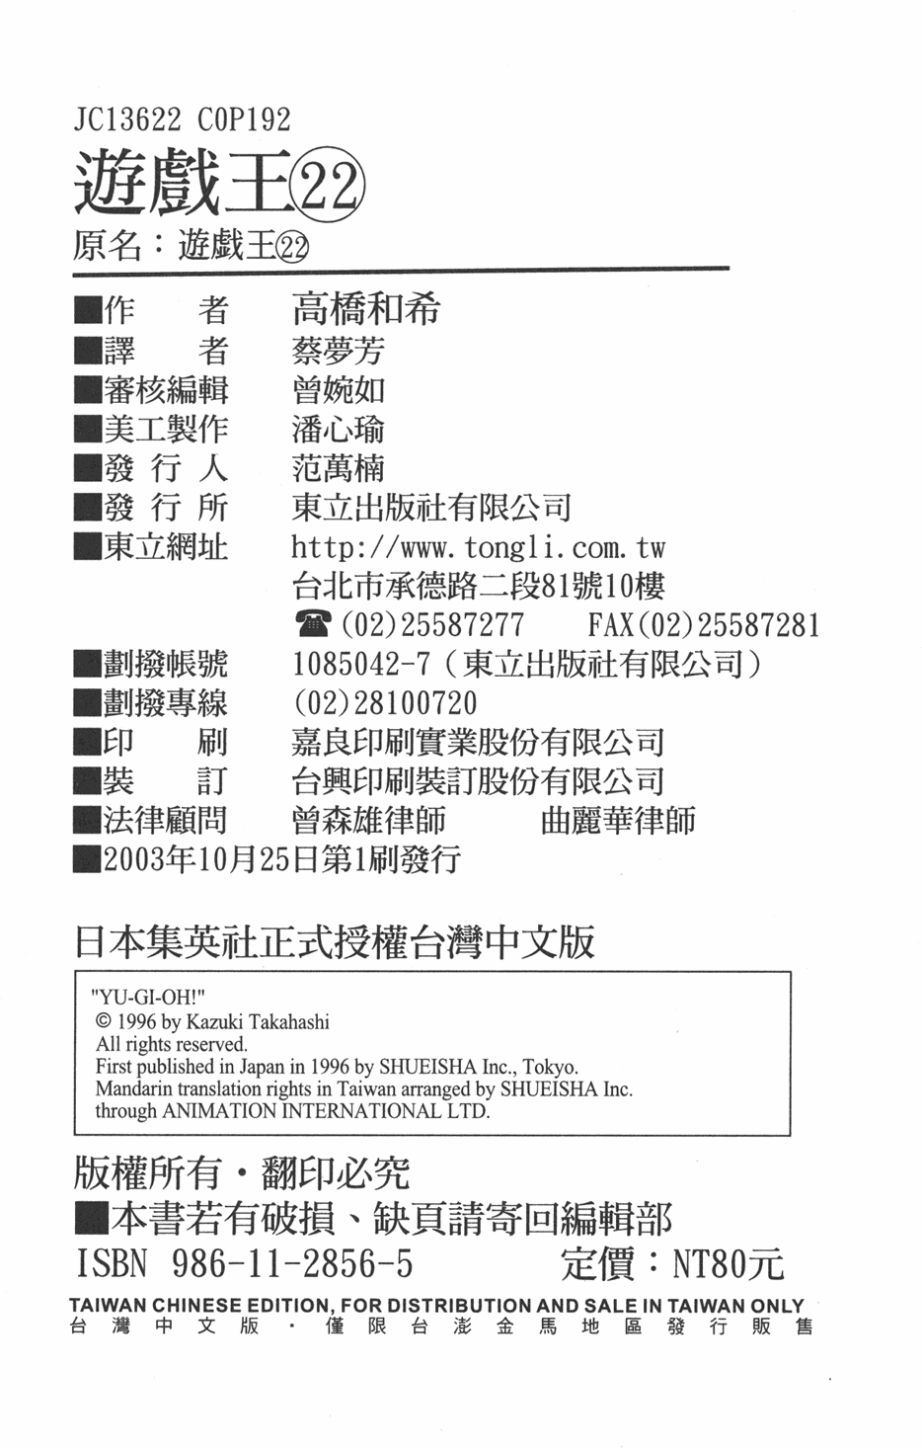 JC13622 C0P192
遊戲王㉒
原名：遊戯王㉒
■作　者　高橋和希
■譯　者　蔡夢芳
■審核編輯　曾婉如
■美工製作　潘心瑜
■發行人　范萬楠
■發行所　東立出版社有限公司
■東立網址　http://www.tongli.com.tw
台北市承德路二段81號10樓
☎(02)25587277　FAX(02)25587281
■劃撥帳號　1085042-7（東立出版社有限公司）
■劃撥專線　(02)28100720
■印　刷　嘉良印刷實業股份有限公司
■裝　訂　台興印刷裝訂股份有限公司
■法律顧問　曾森雄律師　曲麗華律師
■2003年10月25日第1刷發行
日本集英社正式授權台灣中文版
"YU-GI-OH!"
© 1996 by Kazuki Takahashi
All rights reserved.
First published in Japan in 1996 by SHUEISHA Inc., Tokyo.
Mandarin translation rights in Taiwan arranged by SHUEISHA Inc.
through ANIMATION INTERNATIONAL LTD.
版權所有・翻印必究
■本書若有破損、缺頁請寄回編輯部
ISBN 986-11-2856-5　定價：NT80元
TAIWAN CHINESE EDITION, FOR DISTRIBUTION AND SALE IN TAIWAN ONLY
台灣中文版・僅限台澎金馬地區發行販售